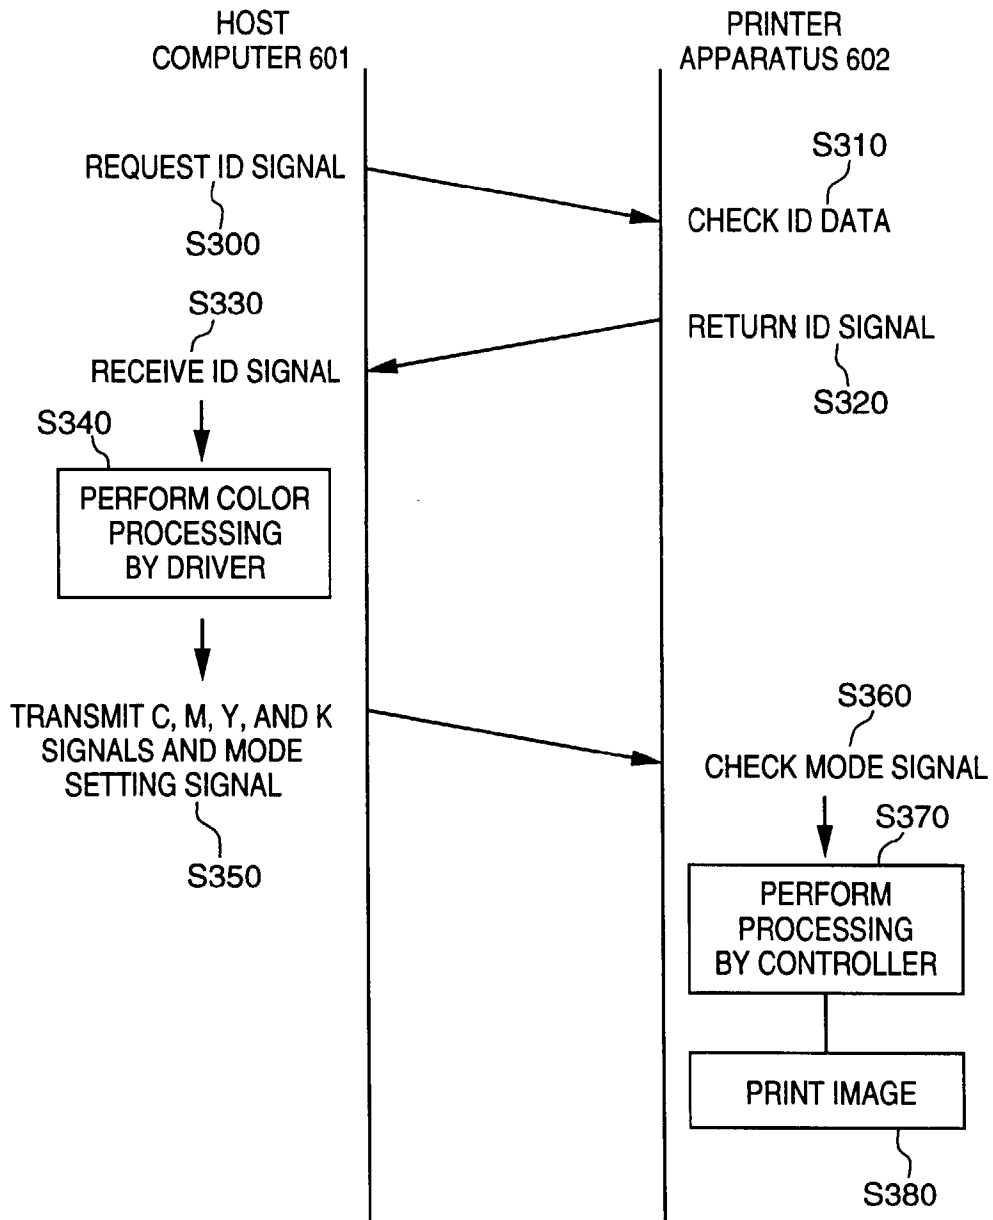 HOST
COMPUTER 601
PRINTER
APPARATUS 602
REQUEST ID SIGNAL
S300
S310
CHECK ID DATA
S330
RECEIVE ID SIGNAL
RETURN ID SIGNAL
S320
S340
PERFORM COLOR
PROCESSING
BY DRIVER
TRANSMIT C, M, Y, AND K
SIGNALS AND MODE
SETTING SIGNAL
S350
S360
CHECK MODE SIGNAL
S370
PERFORM
PROCESSING
BY CONTROLLER
PRINT IMAGE
S380